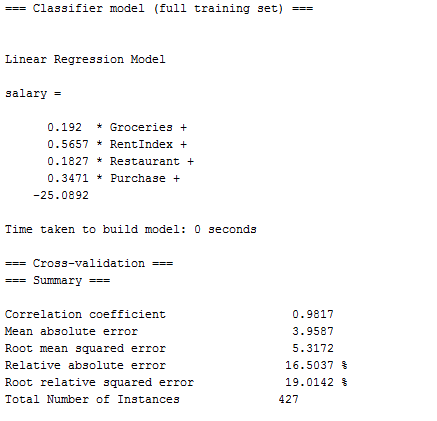 === Classifier model (full training set) ===
Linear Regression Model
salary =
0.192 * Groceries +
0.5657 * RentIndex +
0.1827 * Restaurant +
0.3471 * Purchase +
-25.0892
Time taken to build model: 0 seconds
=== Cross-validation ===
=== Summary ===
Correlation coefficient 0.9817
Mean absolute error 3.9587
Root mean squared error 5.3172
Relative absolute error 16.5037 %
Root relative squared error 19.0142 %
Total Number of Instances 427